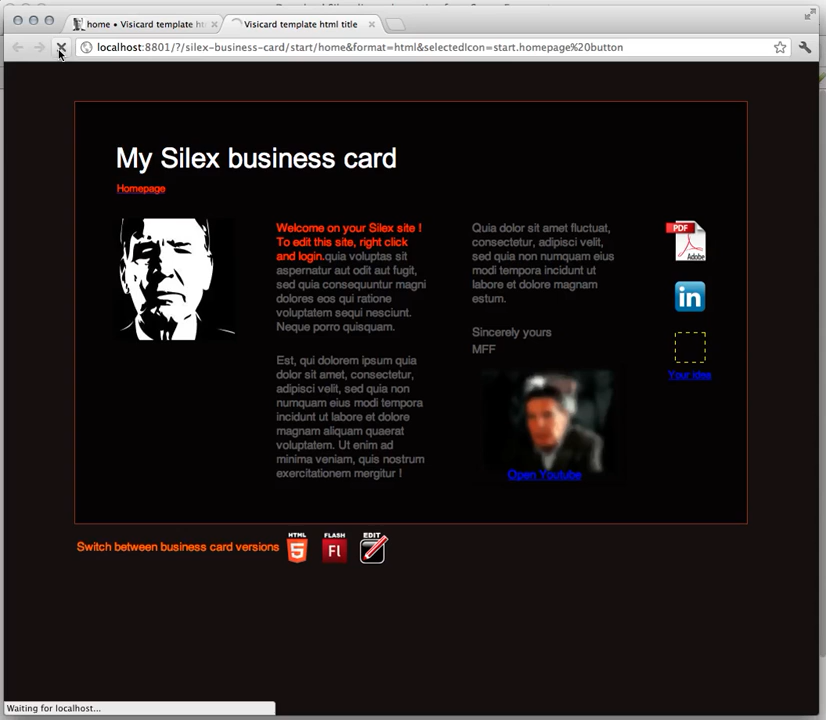 home • Visicard template ht
Visicard template html title
localhost:8801/?/silex-business-card/start/home&format=html&selectedIcon=start.homepage%20button
My Silex business card
Homepage
Welcome on your Silex site !
To edit this site, right click
and login.quia voluptas sit
aspernatur aut odit aut fugit,
sed quia consequuntur magni
dolores eos qui ratione
voluptatem sequi nesciunt.
Neque porro quisquam.
Est, qui dolorem ipsum quia
dolor sit amet, consectetur,
adipisci velit, sed quia non
numquam eius modi tempora
incidunt ut labore et dolore
magnam aliquam quaerat
voluptatem. Ut enim ad
minima veniam, quis nostrum
exercitationem mergitur !
Quia dolor sit amet fluctuat,
consectetur, adipisci velit,
sed quia non numquam eius
modi tempora incidunt ut
labore et dolore magnam
estum.
Sincerely yours
MFF
Open Youtube
PDF
Adobe
in
Your idea
Switch between business card versions
HTML
5
FLASH
Fl
EDIT
Waiting for localhost...